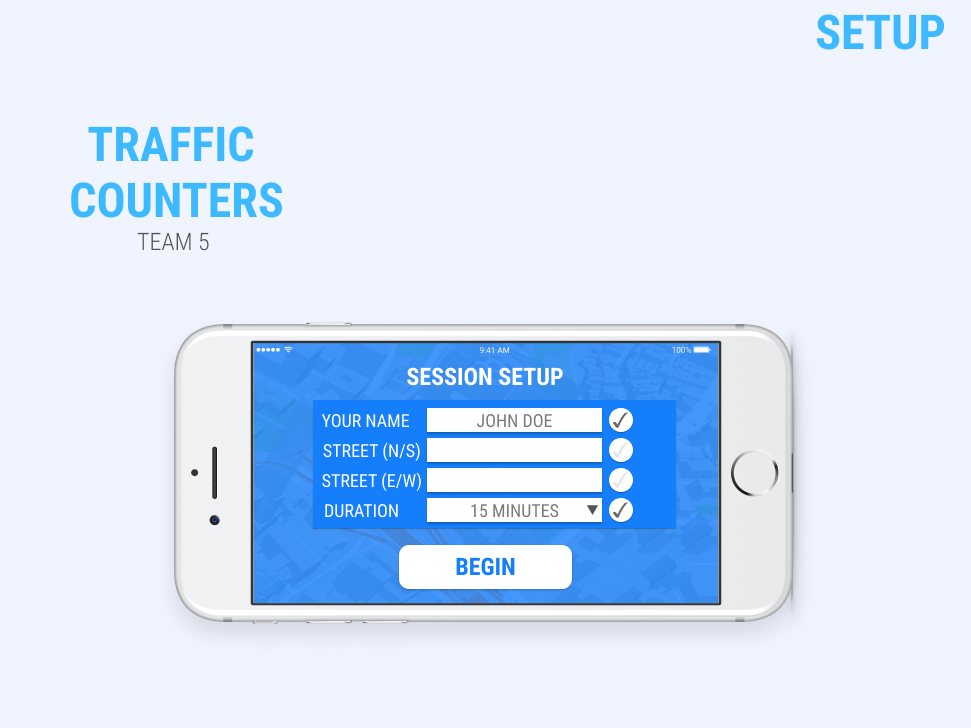 SETUP
TRAFFIC
COUNTERS
TEAM 5
9:41 AM
100%
SESSION SETUP
YOUR NAME JOHN DOE
STREET (N/S)
STREET (E/W)
DURATION 15 MINUTES
BEGIN